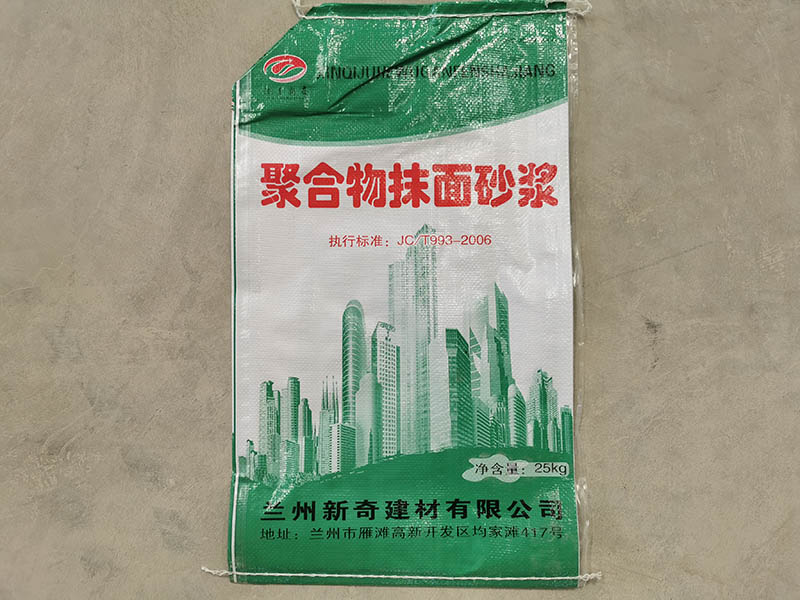 聚合物抹面砂浆
执行标准：JC/T993-2006
净含量：25kg
兰州新奇建材有限公司
地址：兰州市雁滩高新开发区均家滩417号